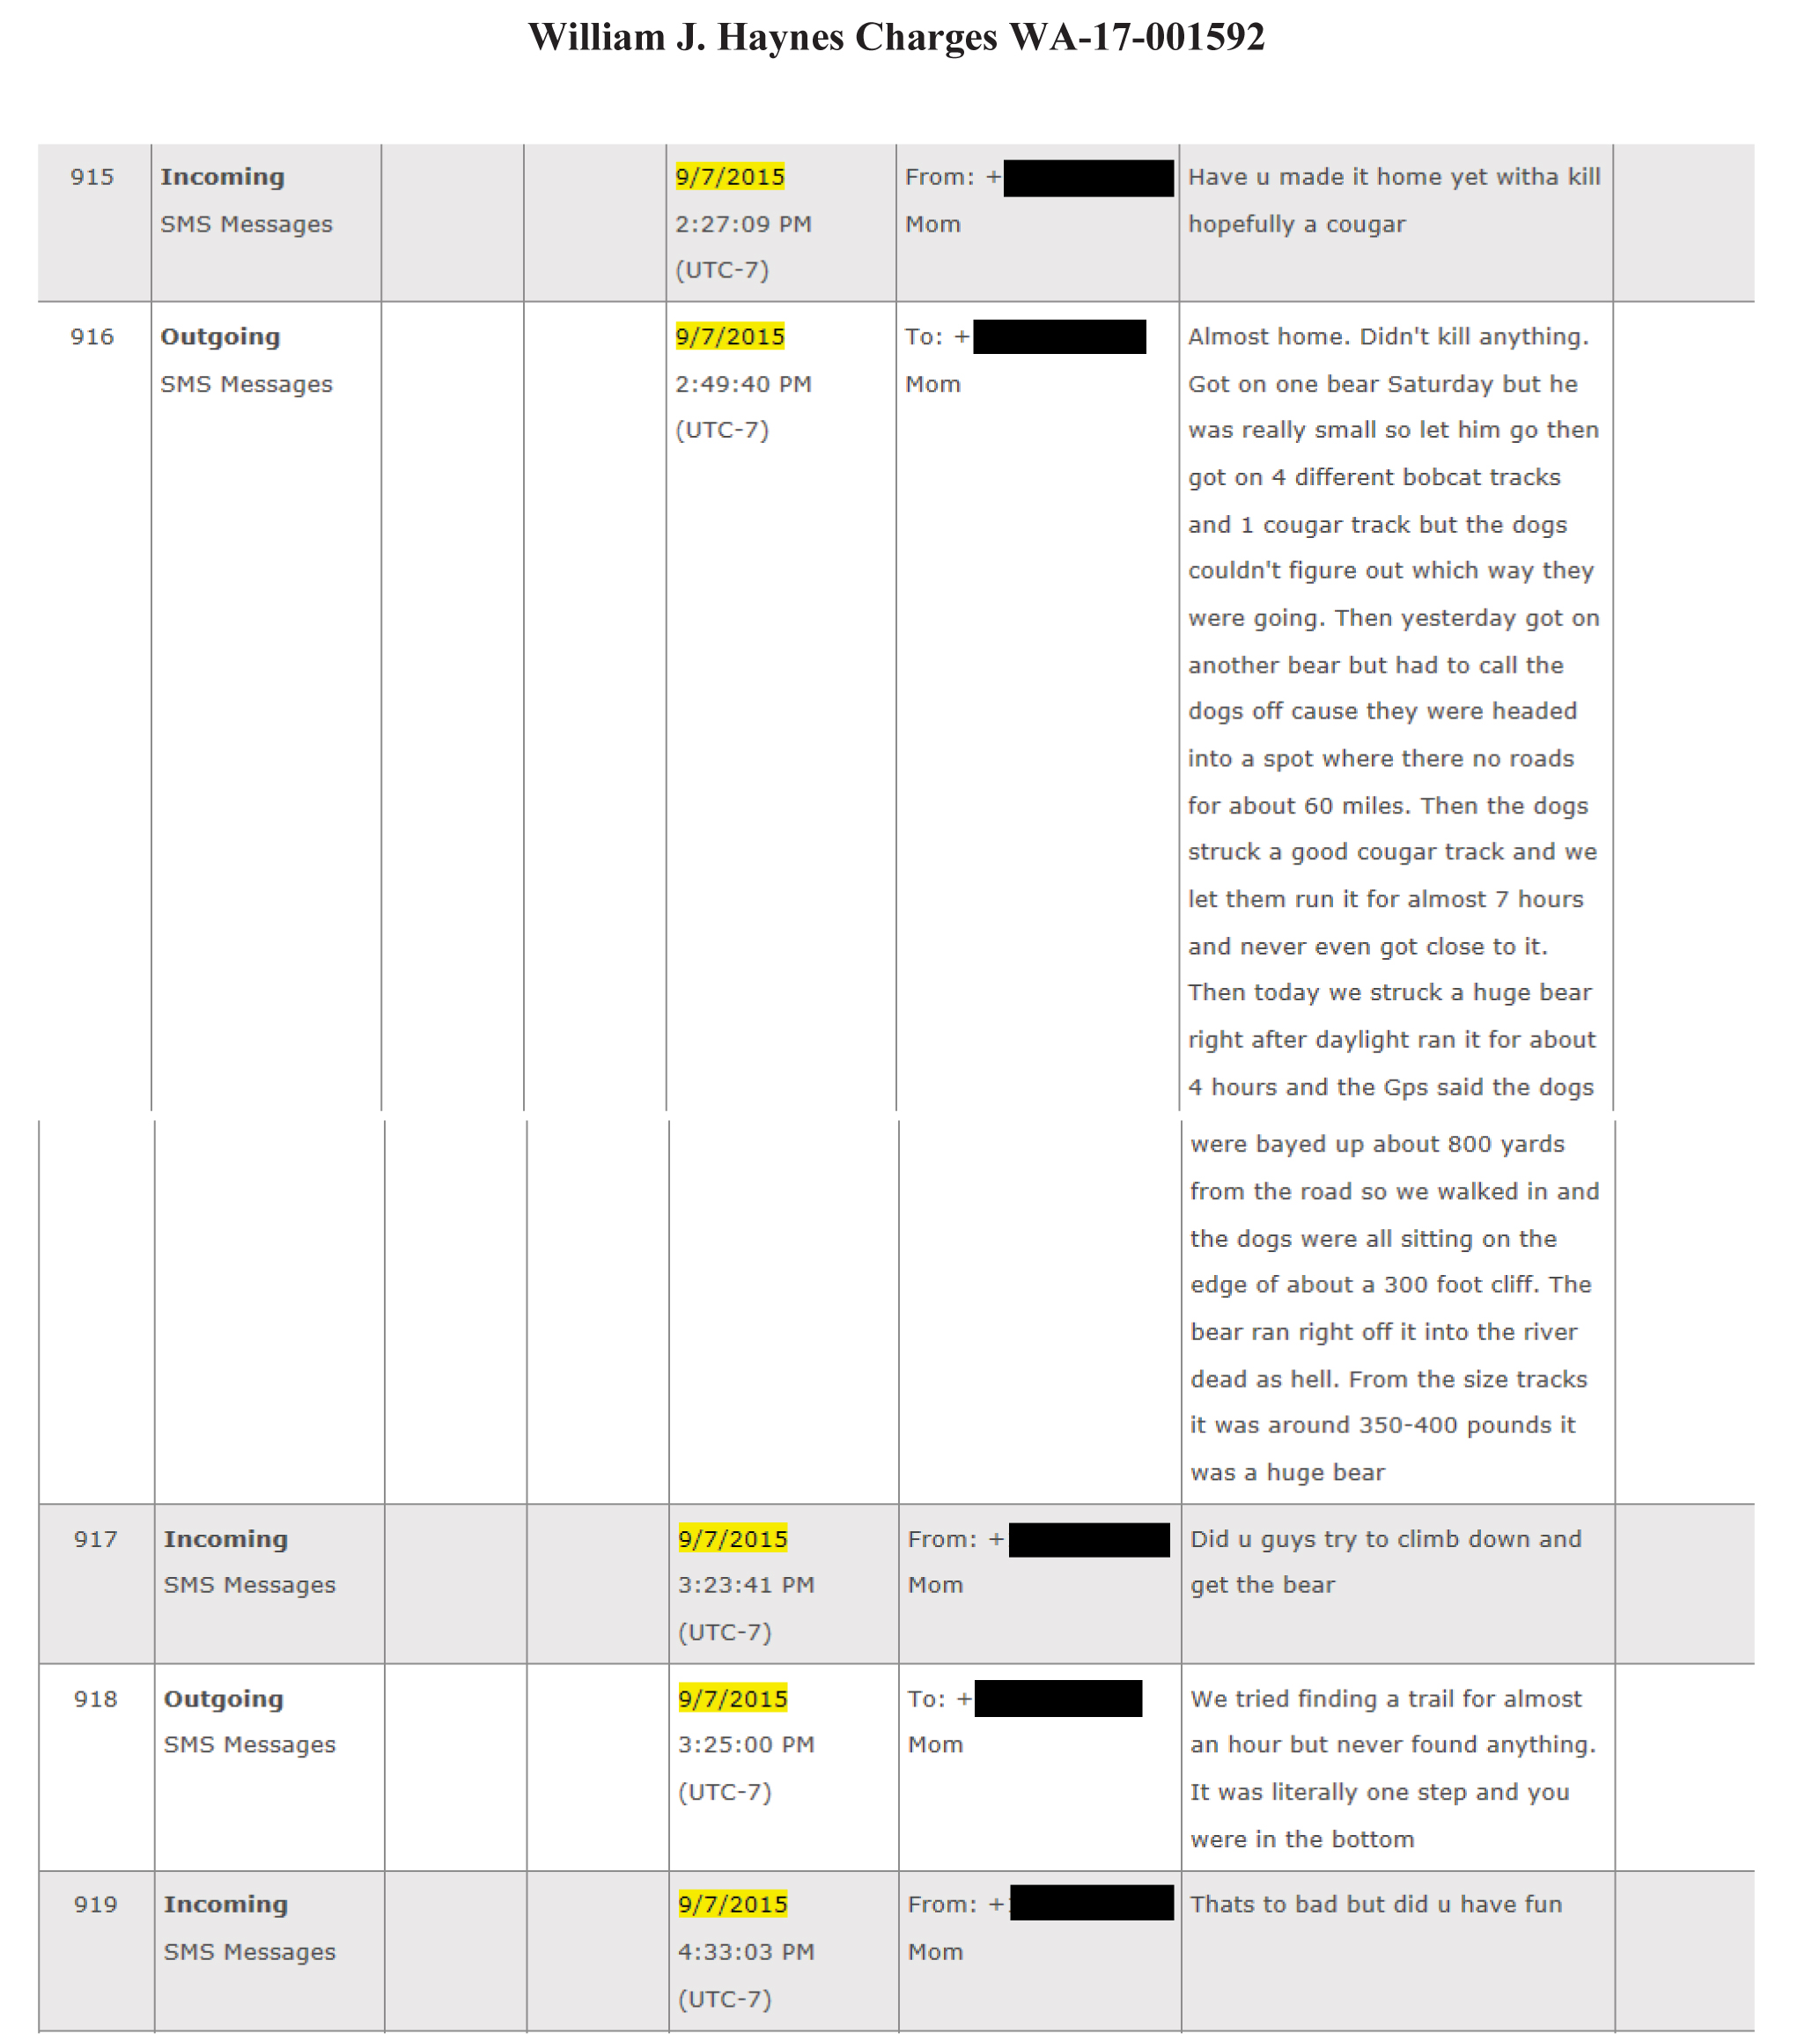 William J. Haynes Charges WA-17-001592
915
Incoming
SMS Messages
9/7/2015
2:27:09 PM
(UTC-7)
From: +
Mom
Have u made it home yet witha kill
hopefully a cougar
916
Outgoing
SMS Messages
9/7/2015
2:49:40 PM
(UTC-7)
To: +
Mom
Almost home. Didn't kill anything.
Got on one bear Saturday but he
was really small so let him go then
got on 4 different bobcat tracks
and 1 cougar track but the dogs
couldn't figure out which way they
were going. Then yesterday got on
another bear but had to call the
dogs off cause they were headed
into a spot where there no roads
for about 60 miles. Then the dogs
struck a good cougar track and we
let them run it for almost 7 hours
and never even got close to it.
Then today we struck a huge bear
right after daylight ran it for about
4 hours and the Gps said the dogs
were bayed up about 800 yards
from the road so we walked in and
the dogs were all sitting on the
edge of about a 300 foot cliff. The
bear ran right off it into the river
dead as hell. From the size tracks
it was around 350-400 pounds it
was a huge bear
917
Incoming
SMS Messages
9/7/2015
3:23:41 PM
(UTC-7)
From: +
Mom
Did u guys try to climb down and
get the bear
918
Outgoing
SMS Messages
9/7/2015
3:25:00 PM
(UTC-7)
To: +
Mom
We tried finding a trail for almost
an hour but never found anything.
It was literally one step and you
were in the bottom
919
Incoming
SMS Messages
9/7/2015
4:33:03 PM
(UTC-7)
From: +
Mom
Thats to bad but did u have fun